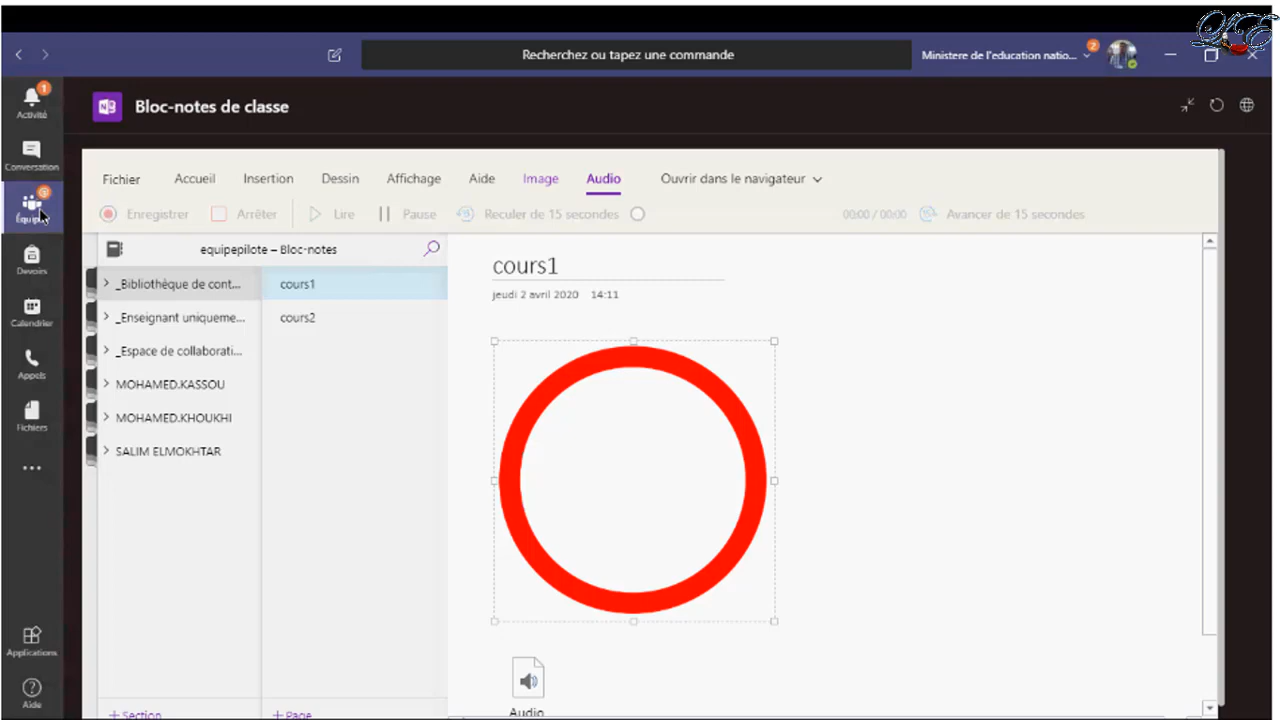 Recherchez ou tapez une commande
Ministere de l'education natio...
2
1
Activité
Bloc-notes de classe
Conversation
Fichier
Accueil
Insertion
Dessin
Affichage
Aide
Image
Audio
Ouvrir dans le navigateur
Enregistrer
Arrêter
Lire
Pause
Reculer de 15 secondes
00:00 / 00:00
Avancer de 15 secondes
equipepilote – Bloc-notes
Devoirs
_Bibliothèque de cont...
_Enseignant uniqueme...
_Espace de collaborati...
MOHAMED.KASSOU
MOHAMED.KHOUKHI
SALIM ELMOKHTAR
cours1
cours2
cours1
jeudi 2 avril 2020 14:11
Calendrier
Appels
Fichiers
Applications
Aide
Audio
+ Section
+ Page